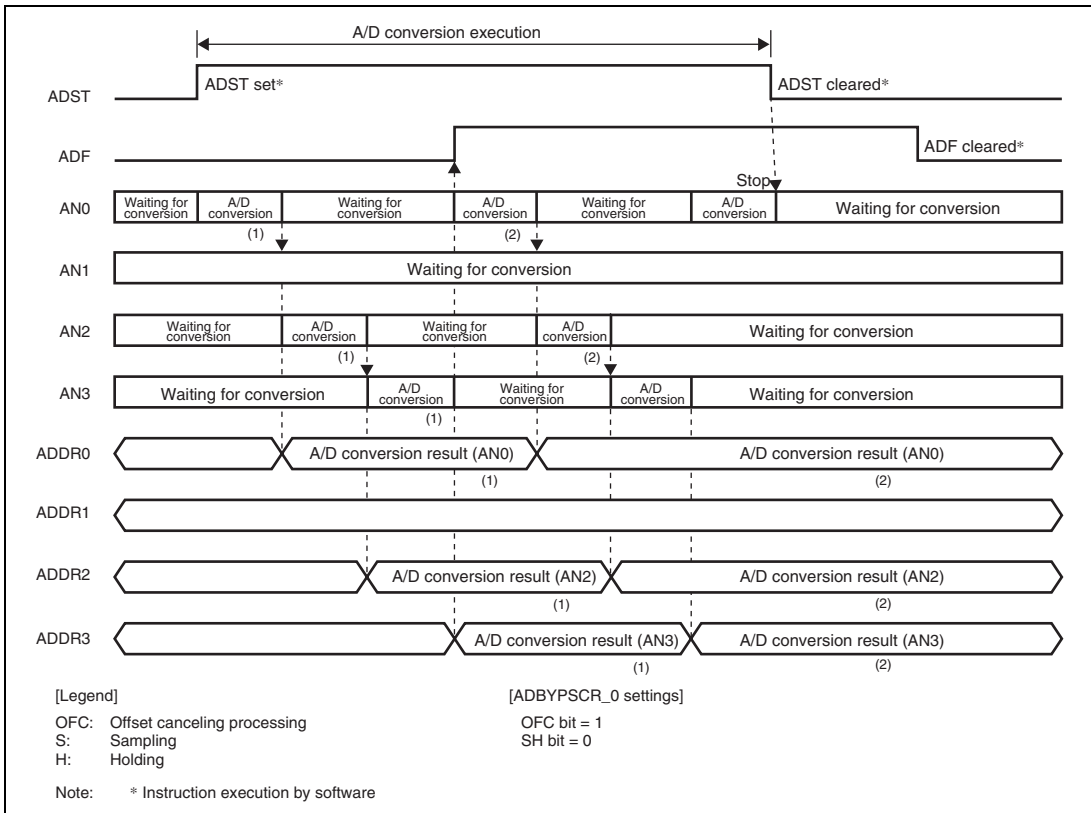 A/D conversion execution
ADST
ADST set*
ADST cleared*
ADF
ADF cleared*
Stop
AN0
Waiting for
conversion
A/D
conversion
Waiting for
conversion
A/D
conversion
Waiting for
conversion
A/D
conversion
Waiting for conversion
(1)
(2)
AN1
Waiting for conversion
AN2
Waiting for
conversion
A/D
conversion
Waiting for
conversion
A/D
conversion
Waiting for conversion
(1)
(2)
AN3
Waiting for conversion
A/D
conversion
Waiting for
conversion
A/D
conversion
Waiting for conversion
(1)
ADDR0
A/D conversion result (AN0)
A/D conversion result (AN0)
(1)
(2)
ADDR1
ADDR2
A/D conversion result (AN2)
A/D conversion result (AN2)
(1)
(2)
ADDR3
A/D conversion result (AN3)
A/D conversion result (AN3)
(1)
(2)
[Legend]
OFC: Offset canceling processing
S: Sampling
H: Holding
[ADBYPSCR_0 settings]
OFC bit = 1
SH bit = 0
Note: * Instruction execution by software